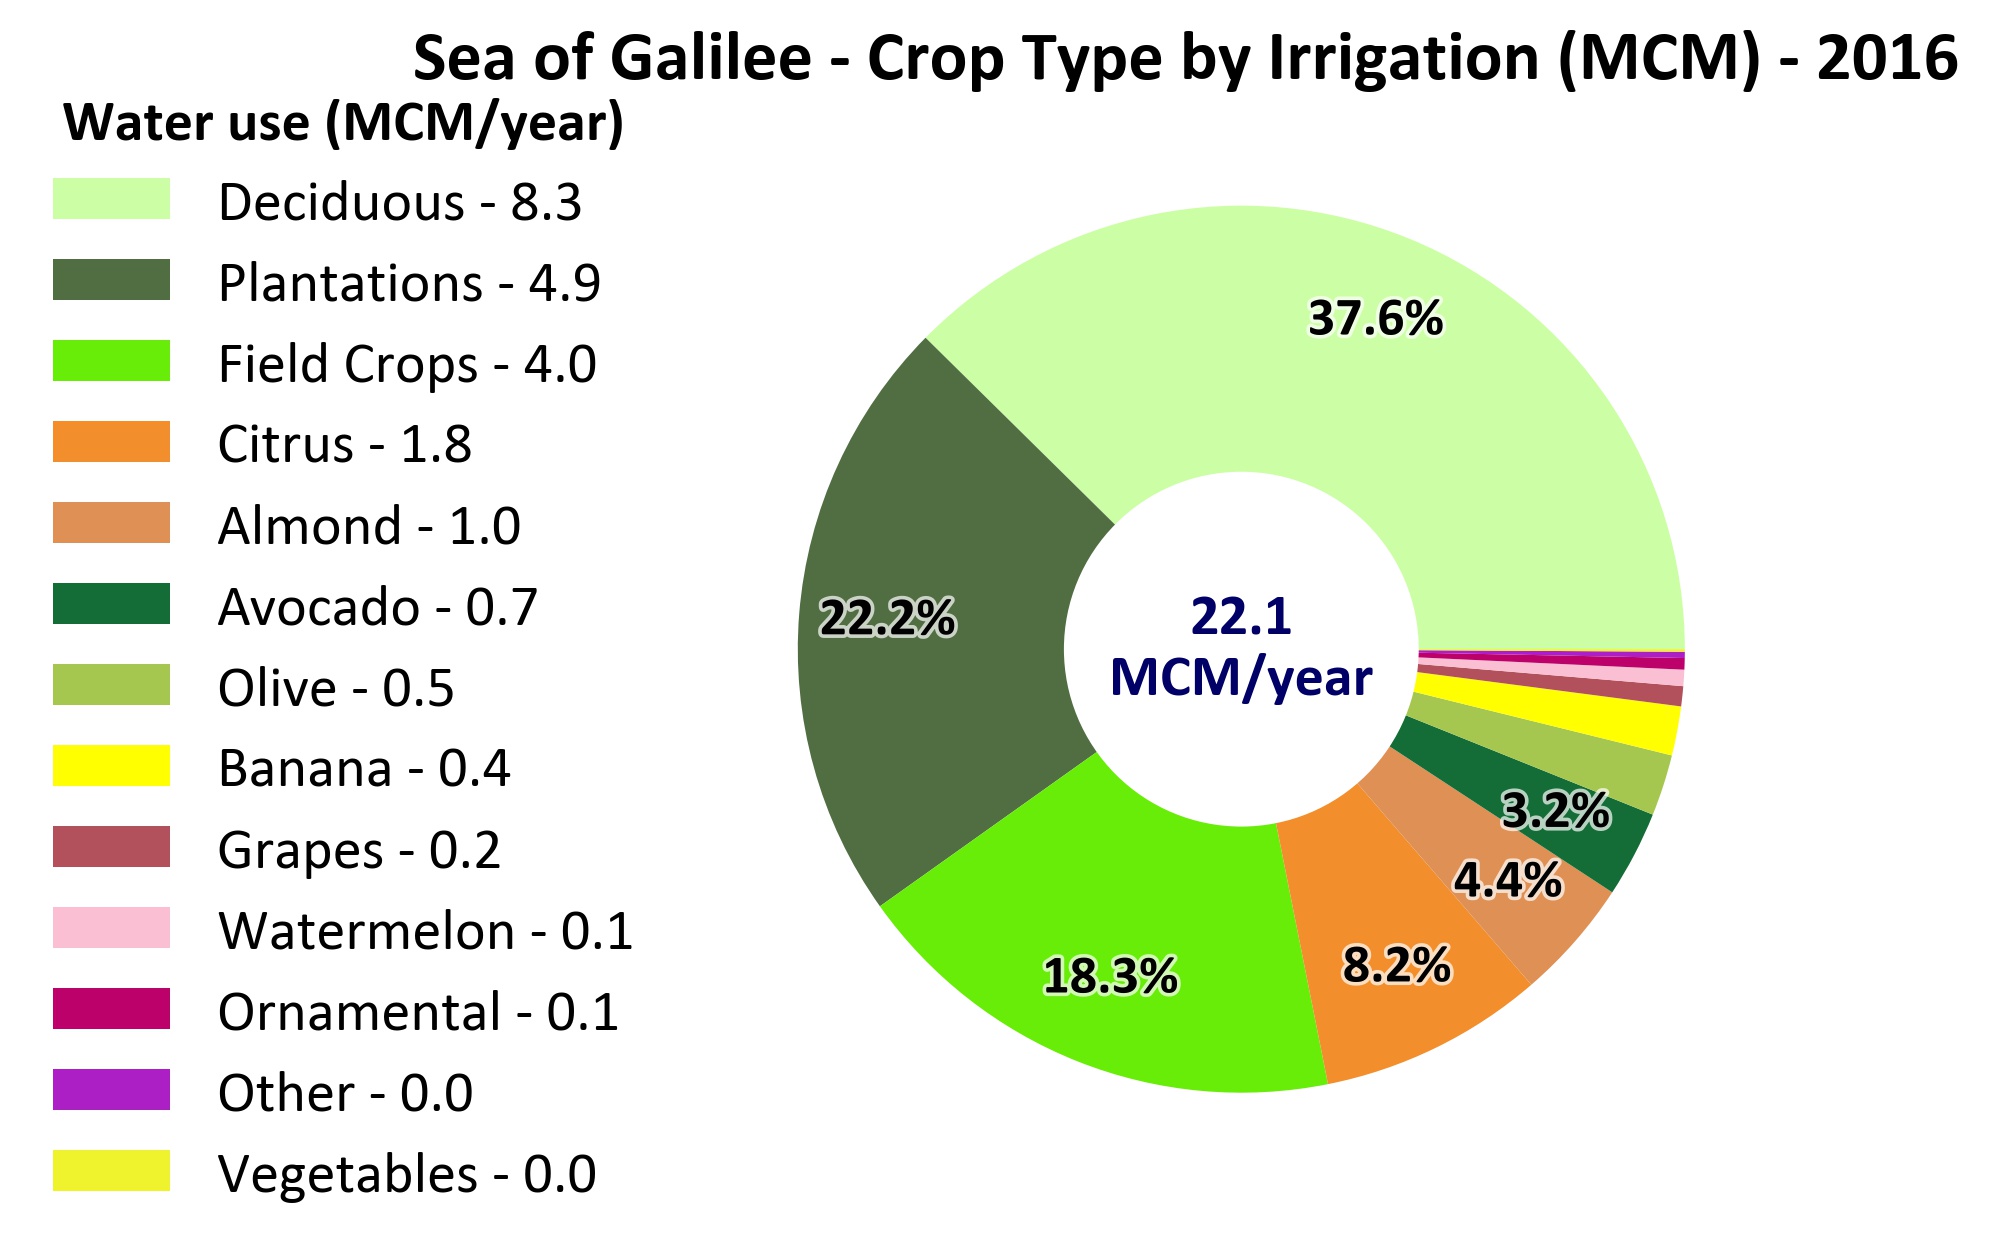 Sea of Galilee - Crop Type by Irrigation (MCM) - 2016
Water use (MCM/year)
Deciduous - 8.3
Plantations - 4.9
Field Crops - 4.0
Citrus - 1.8
Almond - 1.0
Avocado - 0.7
Olive - 0.5
Banana - 0.4
Grapes - 0.2
Watermelon - 0.1
Ornamental - 0.1
Other - 0.0
Vegetables - 0.0
37.6%
22.2%
22.1
MCM/year
3.2%
4.4%
8.2%
18.3%